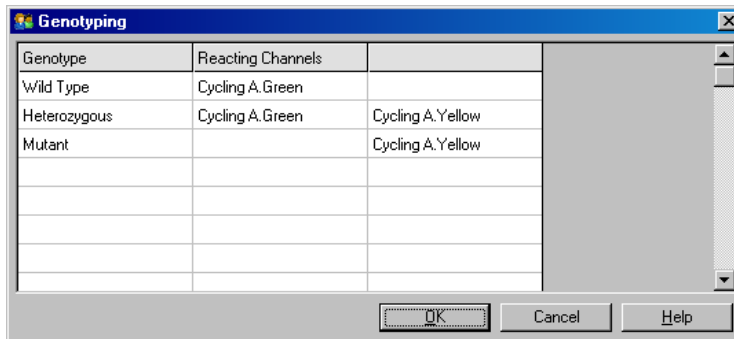 Genotyping
Genotype Reacting Channels
Wild Type Cycling A.Green
Heterozygous Cycling A.Green Cycling A.Yellow
Mutant Cycling A.Yellow
OK Cancel Help